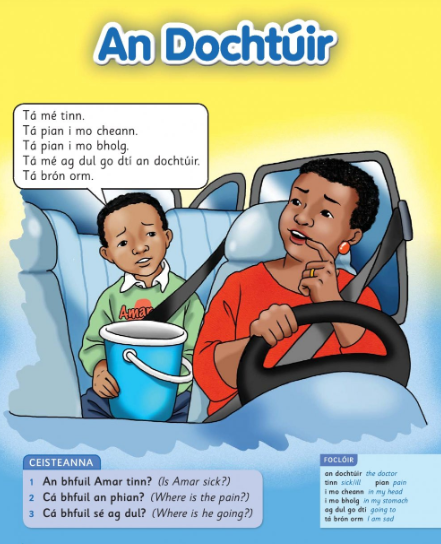 An Dochtúir
Tá mé tinn.
Tá pian i mo cheann.
Tá pian i mo bholg.
Tá mé ag dul go dtí an dochtúir.
Tá brón orm.
Amar
CEISTEANNA
1 An bhfuil Amar tinn? (Is Amar sick?)
2 Cá bhfuil an phian? (Where is the pain?)
3 Cá bhfuil sé ag dul? (Where is he going?)
FOCLÓIR
an dochtúir the doctor
tinn sick/ill pian pain
i mo cheann in my head
i mo bholg in my stomach
ag dul go dtí going to
tá brón orm I am sad